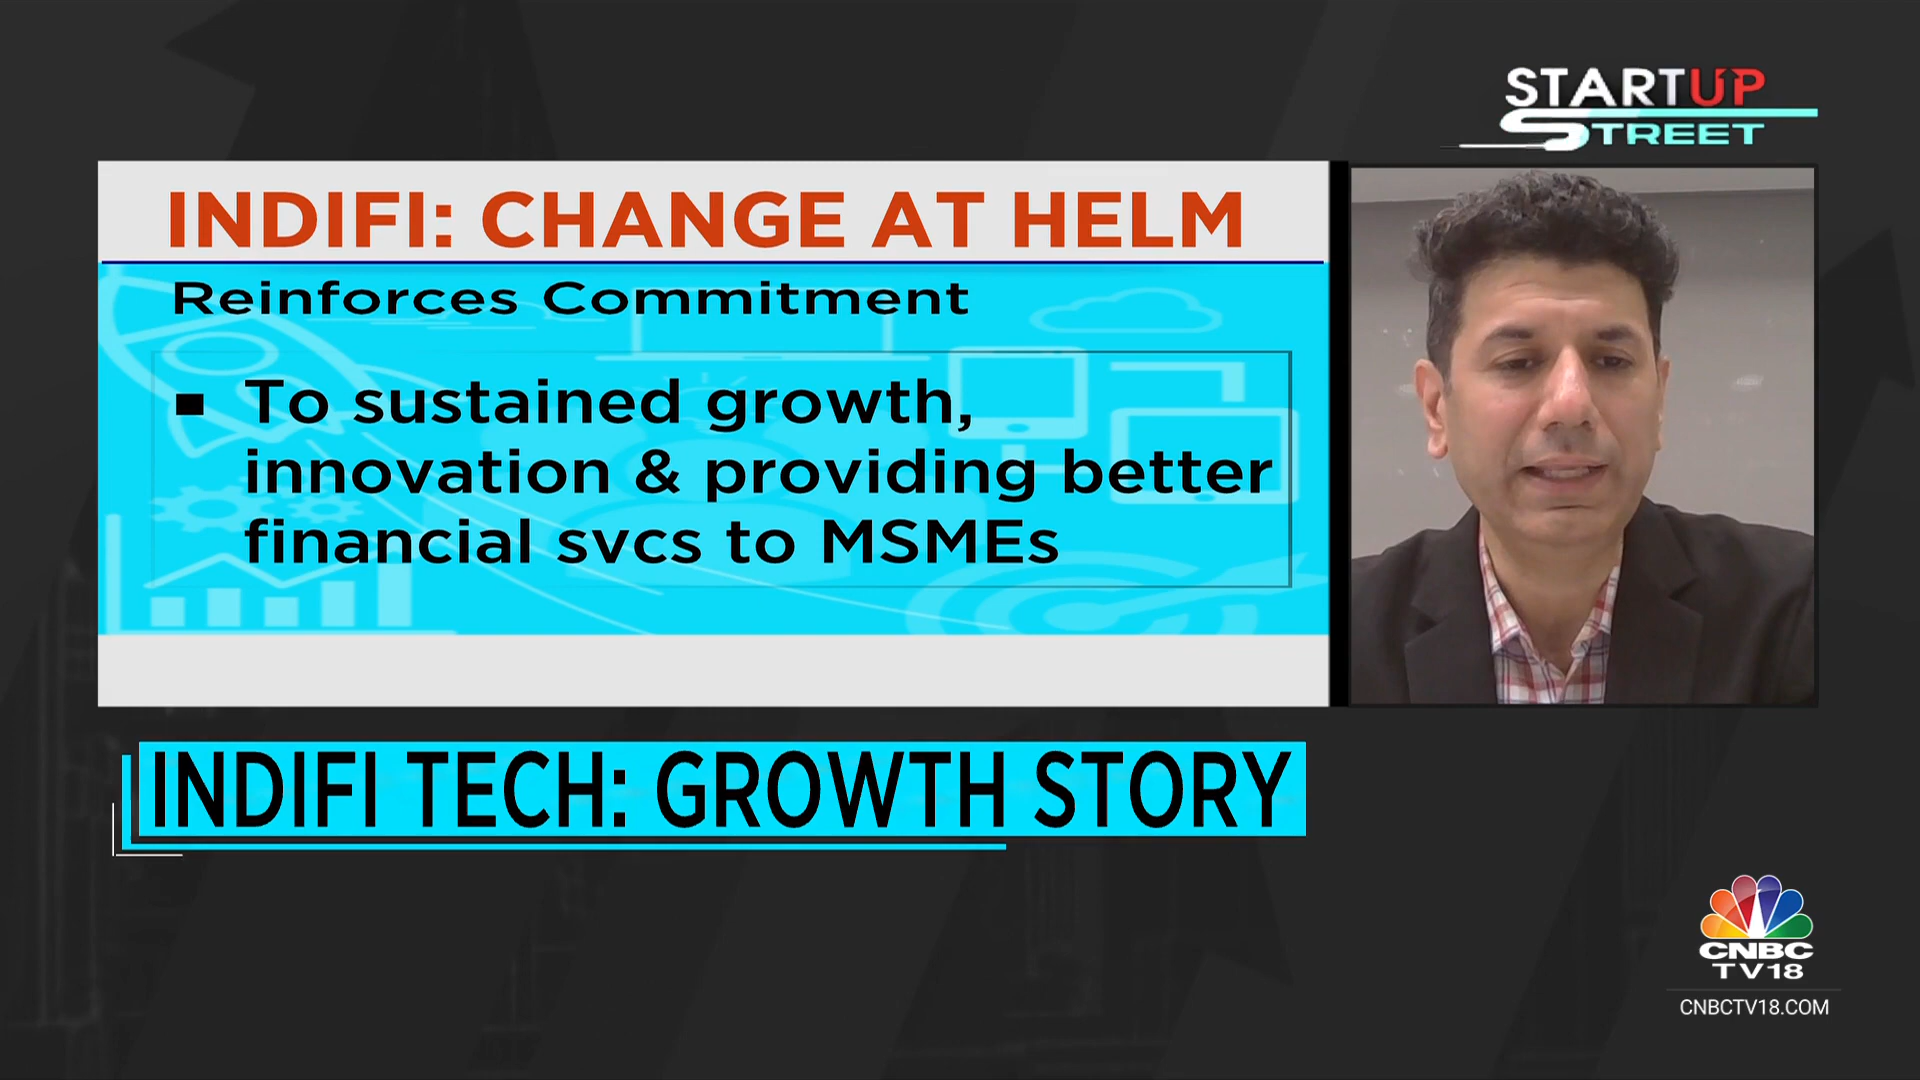 STARTUP
STREET
INDIFI: CHANGE AT HELM
Reinforces Commitment
▪ To sustained growth,
innovation & providing better
financial svcs to MSMEs
INDIFI TECH: GROWTH STORY
CNBC
TV18
CNBCTV18.COM